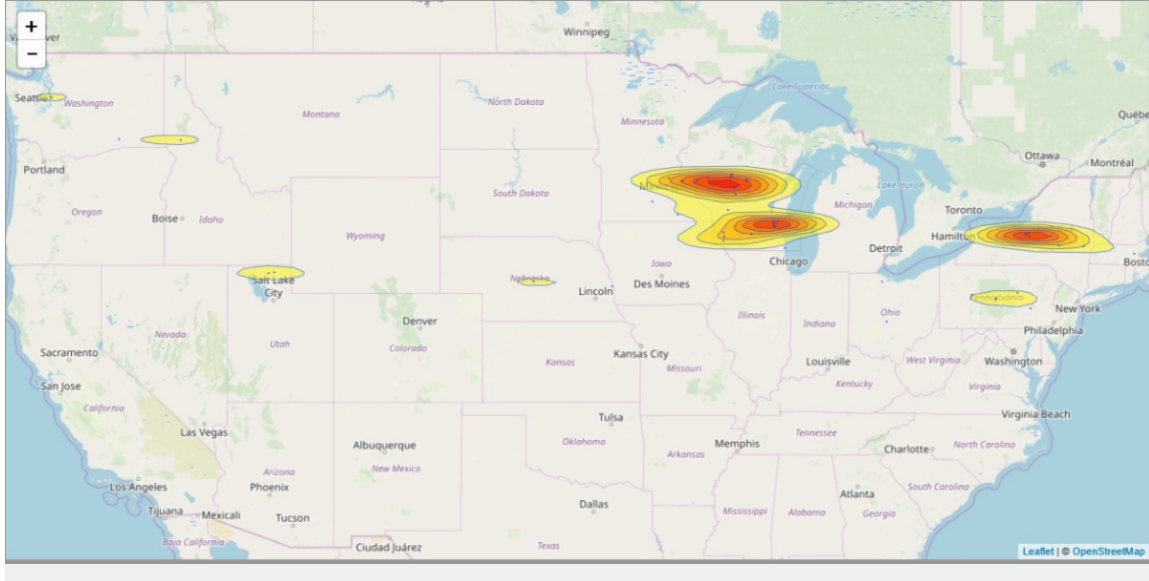 +
Winnipeg
−
Seattle
Washington
North Dakota
Montana
Minnesota
Lake Superior
Québe
Ottawa
Montréal
Portland
South Dakota
Lake Huron
Oregon
Boise
Idaho
Michigan
Toronto
Wyoming
Hamilton
Detroit
Bosto
Iowa
Chicago
Nebraska
Salt Lake
City
Lincoln
Des Moines
Pennsylvania
New York
Illinois
Indiana
Ohio
Denver
Philadelphia
Nevada
Utah
Colorado
Sacramento
Kansas City
Kansas
Missouri
Louisville
West Virginia
Washington
San Jose
Kentucky
Virginia
California
Virginia Beach
Tulsa
Las Vegas
Oklahoma
Tennessee
Albuquerque
Memphis
Charlotte
North Carolina
New Mexico
Arkansas
Arizona
Los Angeles
Phoenix
South Carolina
Atlanta
Dallas
Tijuana
Mexicali
Tucson
Mississippi
Alabama
Georgia
Baja California
Ciudad Juárez
Texas
Leaflet | © OpenStreetMap